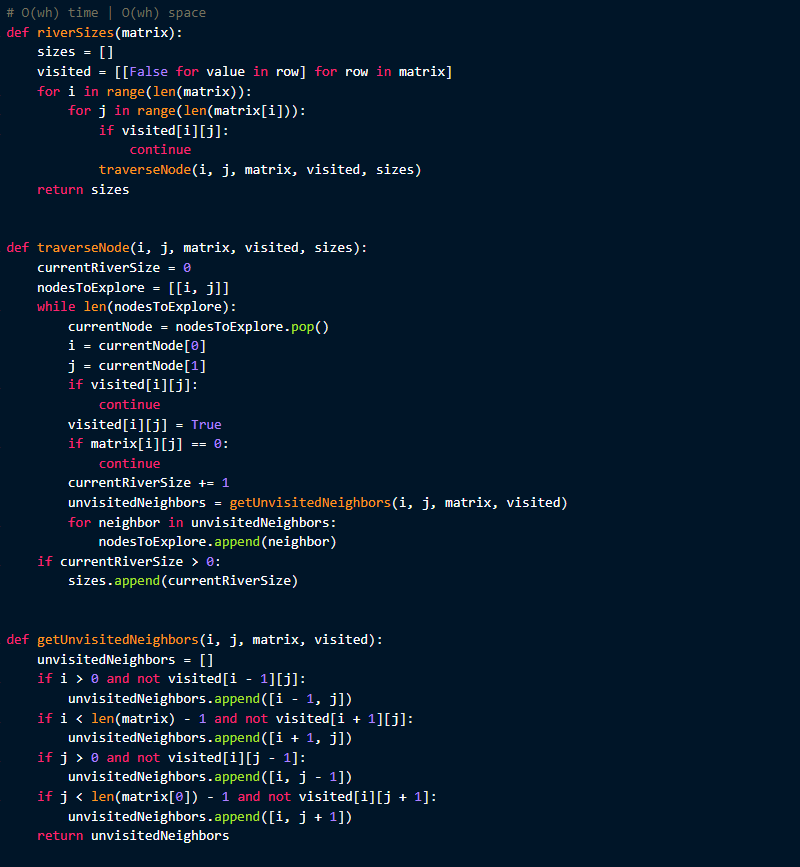 # O(wh) time | O(wh) space
def riverSizes(matrix):
    sizes = []
    visited = [[False for value in row] for row in matrix]
    for i in range(len(matrix)):
        for j in range(len(matrix[i])):
            if visited[i][j]:
                continue
            traverseNode(i, j, matrix, visited, sizes)
    return sizes


def traverseNode(i, j, matrix, visited, sizes):
    currentRiverSize = 0
    nodesToExplore = [[i, j]]
    while len(nodesToExplore):
        currentNode = nodesToExplore.pop()
        i = currentNode[0]
        j = currentNode[1]
        if visited[i][j]:
            continue
        visited[i][j] = True
        if matrix[i][j] == 0:
            continue
        currentRiverSize += 1
        unvisitedNeighbors = getUnvisitedNeighbors(i, j, matrix, visited)
        for neighbor in unvisitedNeighbors:
            nodesToExplore.append(neighbor)
    if currentRiverSize > 0:
        sizes.append(currentRiverSize)


def getUnvisitedNeighbors(i, j, matrix, visited):
    unvisitedNeighbors = []
    if i > 0 and not visited[i - 1][j]:
        unvisitedNeighbors.append([i - 1, j])
    if i < len(matrix) - 1 and not visited[i + 1][j]:
        unvisitedNeighbors.append([i + 1, j])
    if j > 0 and not visited[i][j - 1]:
        unvisitedNeighbors.append([i, j - 1])
    if j < len(matrix[0]) - 1 and not visited[i][j + 1]:
        unvisitedNeighbors.append([i, j + 1])
    return unvisitedNeighbors